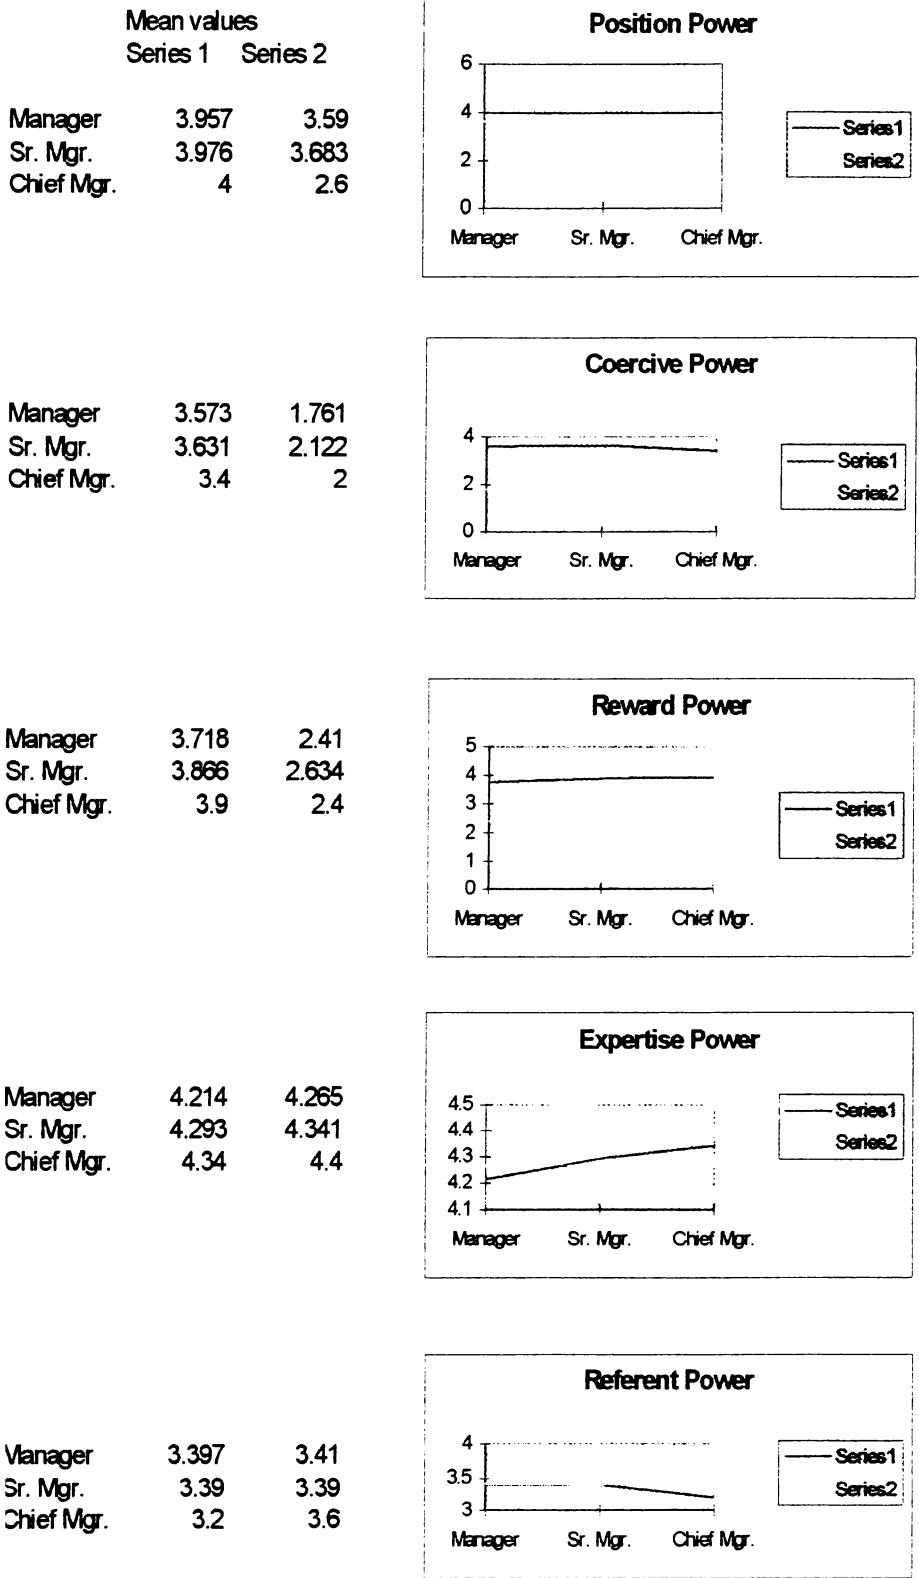 Mean values
Series 1 Series 2
Manager 3.957 3.59
Sr. Mgr. 3.976 3.683
Chief Mgr. 4 2.6
Position Power
6
4
2
0
Manager Sr. Mgr. Chief Mgr.
Series1
Series2
Manager 3.573 1.761
Sr. Mgr. 3.631 2.122
Chief Mgr. 3.4 2
Coercive Power
4
2
0
Manager Sr. Mgr. Chief Mgr.
Series1
Series2
Manager 3.718 2.41
Sr. Mgr. 3.866 2.634
Chief Mgr. 3.9 2.4
Reward Power
5
4
3
2
1
0
Manager Sr. Mgr. Chief Mgr.
Series1
Series2
Manager 4.214 4.265
Sr. Mgr. 4.293 4.341
Chief Mgr. 4.34 4.4
Expertise Power
4.5
4.4
4.3
4.2
4.1
Manager Sr. Mgr. Chief Mgr.
Series1
Series2
Manager 3.397 3.41
Sr. Mgr. 3.39 3.39
Chief Mgr. 3.2 3.6
Referent Power
4
3.5
3
Manager Sr. Mgr. Chief Mgr.
Series1
Series2